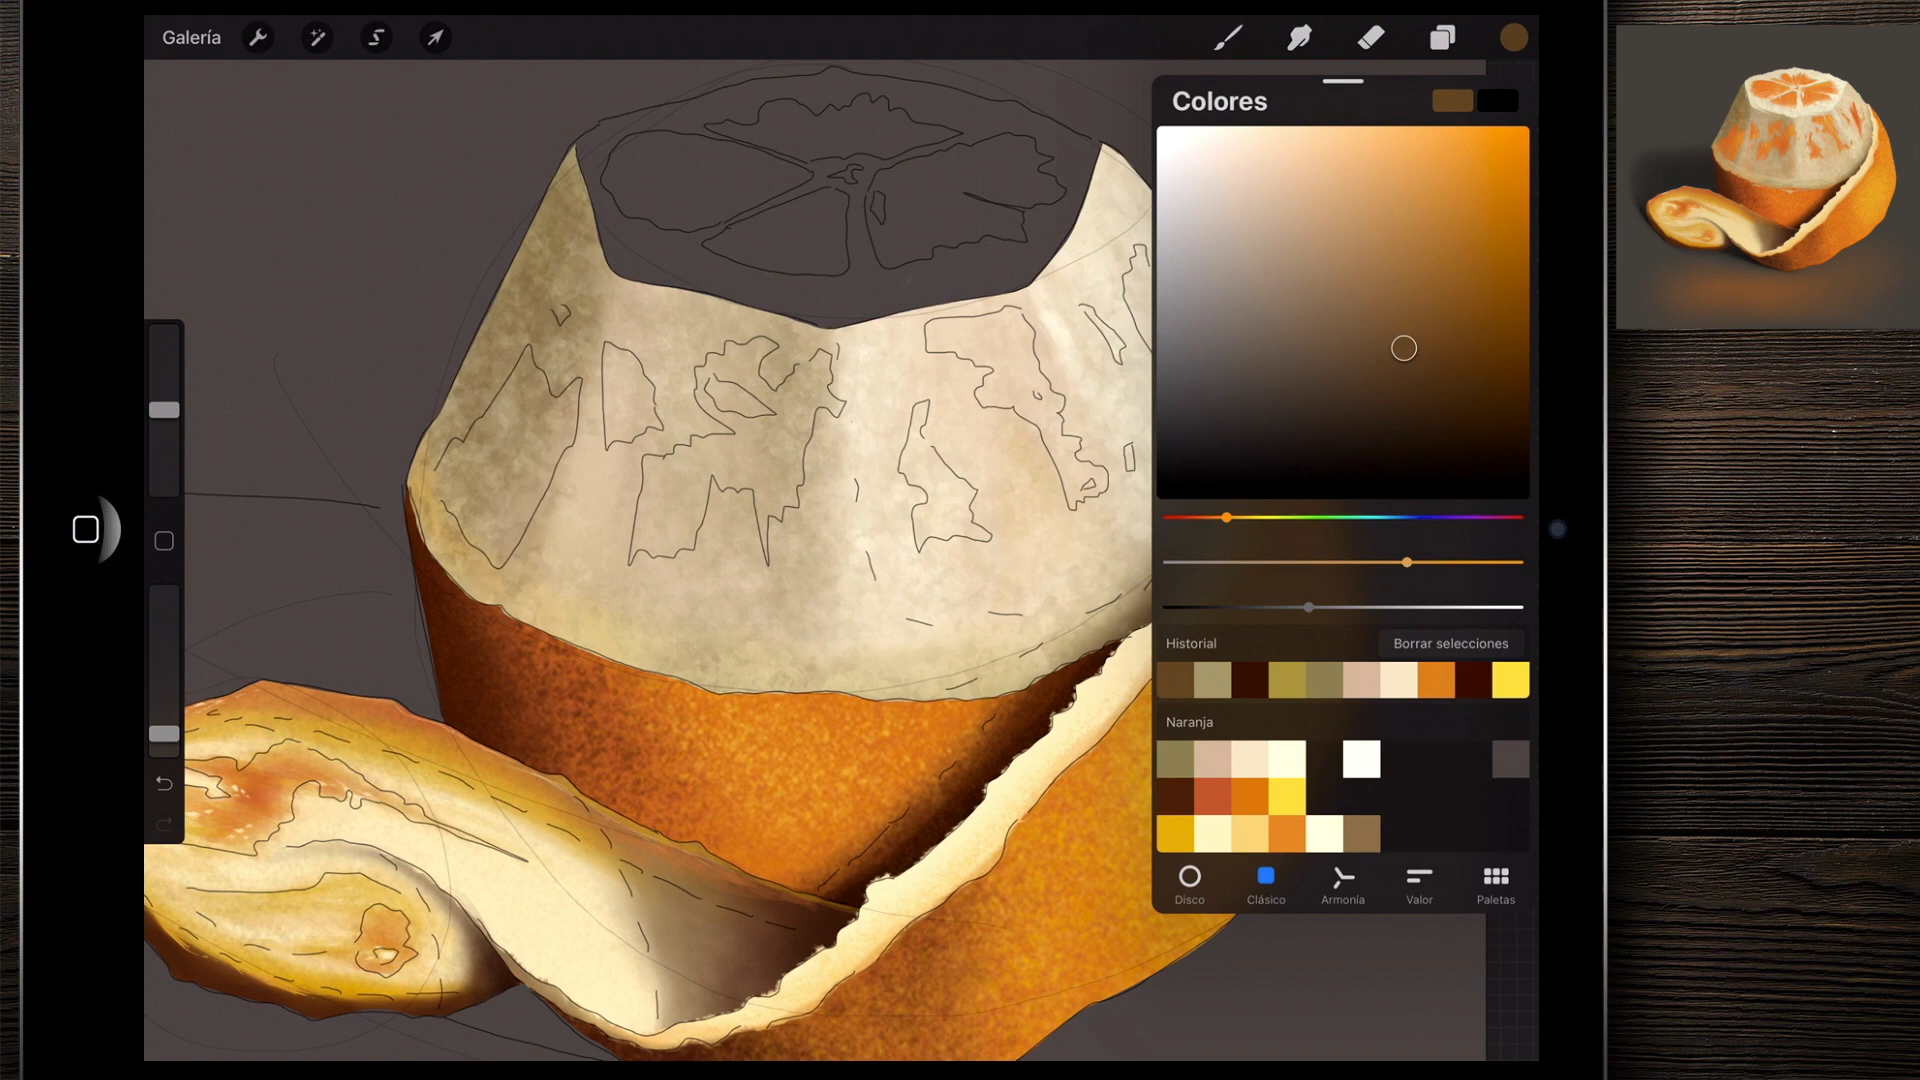 Galería
Colores
Historial
Borrar selecciones
Naranja
Disco
Clásico
Armonía
Valor
Paletas